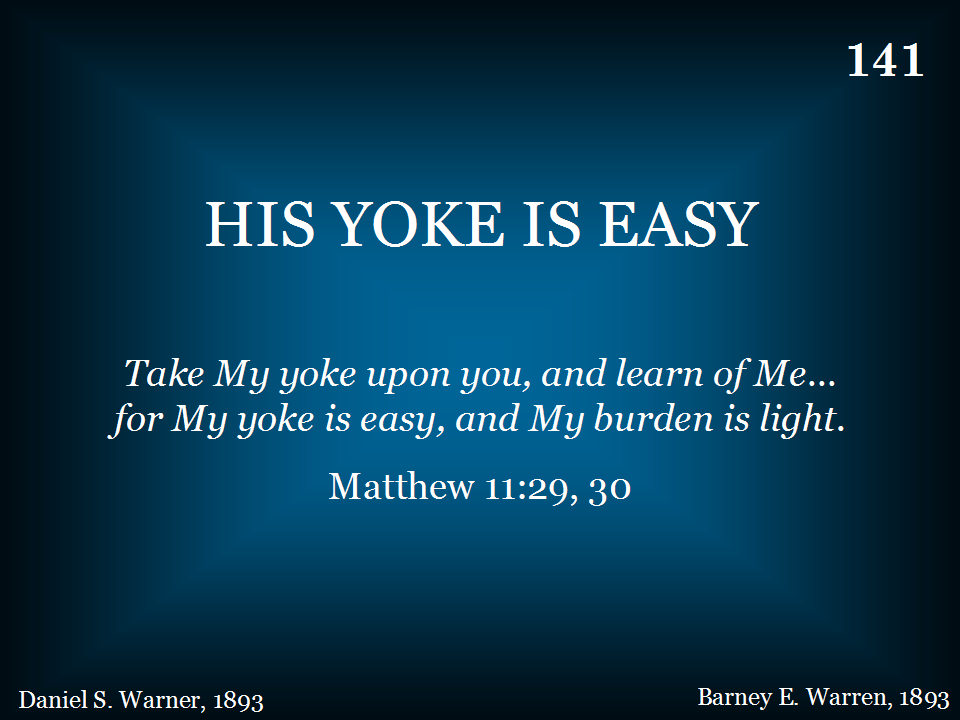 141
HIS YOKE IS EASY
Take My yoke upon you, and learn of Me...
for My yoke is easy, and My burden is light.
Matthew 11:29, 30
Daniel S. Warner, 1893
Barney E. Warren, 1893